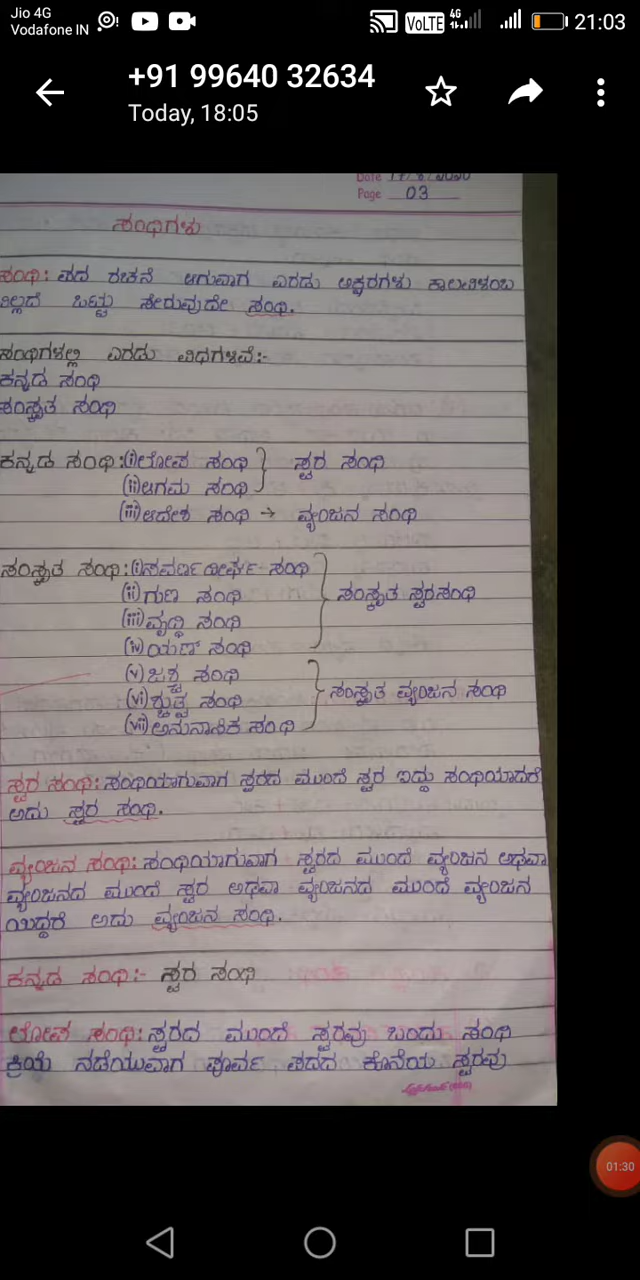 Jio 4G
Vodafone IN
VoLTE
4G
21:03
+91 99640 32634
Today, 18:05
Date
Page 03
ಸಂಧಿಗಳು
ಸಂಧಿ: ಪದ ರಚನೆ ಆಗುವಾಗ ಎರಡು ಅಕ್ಷರಗಳು ಕಾಲವಿಳಂಬ
ವಿಲ್ಲದೆ ಒಟ್ಟು ಸೇರುವುದೇ ಸಂಧಿ.
ಸಂಧಿಗಳಲ್ಲಿ ಎರಡು ವಿಧಗಳಿವೆ:-
ಕನ್ನಡ ಸಂಧಿ
ಸಂಸ್ಕೃತ ಸಂಧಿ
ಕನ್ನಡ ಸಂಧಿ:(i)ಲೋಪ ಸಂಧಿ } ಸ್ವರ ಸಂಧಿ
(ii)ಆಗಮ ಸಂಧಿ
(iii)ಆದೇಶ ಸಂಧಿ → ವ್ಯಂಜನ ಸಂಧಿ
ಸಂಸ್ಕೃತ ಸಂಧಿ:(i)ಸವರ್ಣದೀರ್ಘ ಸಂಧಿ
(ii)ಗುಣ ಸಂಧಿ } ಸಂಸ್ಕೃತ ಸ್ವರಸಂಧಿ
(iii)ವೃದ್ಧಿ ಸಂಧಿ
(iv)ಯಣ್ ಸಂಧಿ
(v)ಜಶ್ತ್ವ ಸಂಧಿ
(vi)ಶ್ಚುತ್ವ ಸಂಧಿ } ಸಂಸ್ಕೃತ ವ್ಯಂಜನ ಸಂಧಿ
(vii)ಅನುನಾಸಿಕ ಸಂಧಿ
ಸ್ವರ ಸಂಧಿ: ಸಂಧಿಯಾಗುವಾಗ ಸ್ವರದ ಮುಂದೆ ಸ್ವರ ಇದ್ದು ಸಂಧಿಯಾದರೆ
ಅದು ಸ್ವರ ಸಂಧಿ.
ವ್ಯಂಜನ ಸಂಧಿ: ಸಂಧಿಯಾಗುವಾಗ ಸ್ವರದ ಮುಂದೆ ವ್ಯಂಜನ ಅಥವಾ
ವ್ಯಂಜನದ ಮುಂದೆ ಸ್ವರ ಅಥವಾ ವ್ಯಂಜನದ ಮುಂದೆ ವ್ಯಂಜನ
ಯಿದ್ದರೆ ಅದು ವ್ಯಂಜನ ಸಂಧಿ.
ಕನ್ನಡ ಸಂಧಿ:- ಸ್ವರ ಸಂಧಿ
ಲೋಪ ಸಂಧಿ: ಸ್ವರದ ಮುಂದೆ ಸ್ವರವು ಬಂದು ಸಂಧಿ
ಕ್ರಿಯೆ ನಡೆಯುವಾಗ ಪೂರ್ವ ಪದದ ಕೊನೆಯ ಸ್ವರವು
01:30